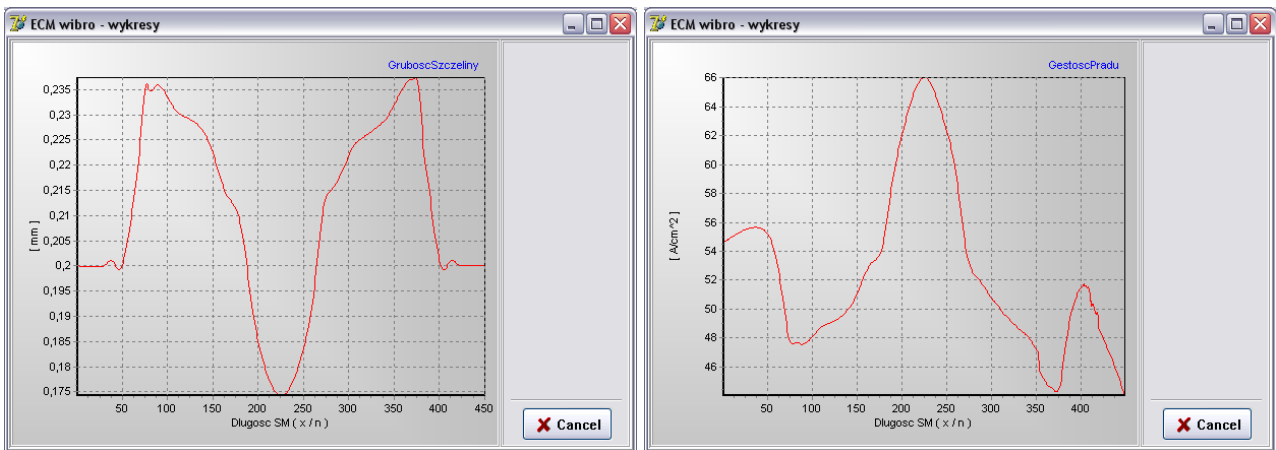 ECM wibro - wykresy
GruboscSzczeliny
0,235
0,23
0,225
0,22
0,215
0,21
0,205
0,2
0,195
0,19
0,185
0,18
0,175
[ mm ]
50 100 150 200 250 300 350 400 450
Dlugosc SM ( x / n )
Cancel
ECM wibro - wykresy
GestoscPradu
66
64
62
60
58
56
54
52
50
48
46
[ A/cm^2 ]
50 100 150 200 250 300 350 400
Dlugosc SM ( x / n )
Cancel